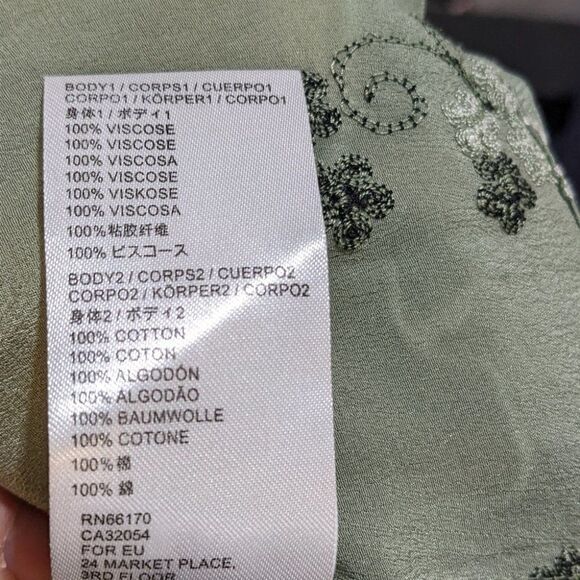 BODY1 / CORPS1 / CUERPO1
CORPO1 / KÖRPER1 / CORPO1
身体1 / ボディ1
100% VISCOSE
100% VISCOSE
100% VISCOSA
100% VISCOSE
100% VISKOSE
100% VISCOSA
100%粘胶纤维
100% ビスコース
BODY2 / CORPS2 / CUERPO2
CORPO2 / KÖRPER2 / CORPO2
身体2 / ボディ2
100% COTTON
100% COTON
100% ALGODÓN
100% ALGODÃO
100% BAUMWOLLE
100% COTONE
100% 棉
100% 綿
RN66170
CA32054
FOR EU
24 MARKET PLACE,
3RD FLOOR